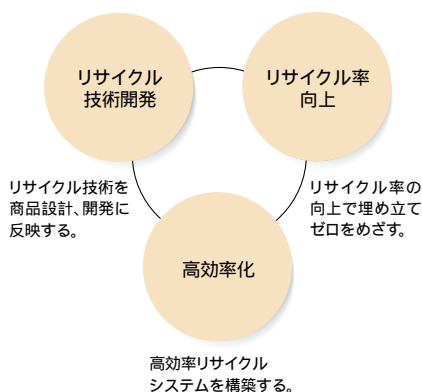 リサイクル
技術開発
リサイクル率
向上
リサイクル技術を
商品設計、開発に
反映する。
リサイクル率の
向上で埋め立て
ゼロをめざす。
高効率化
高効率リサイクル
システムを構築する。